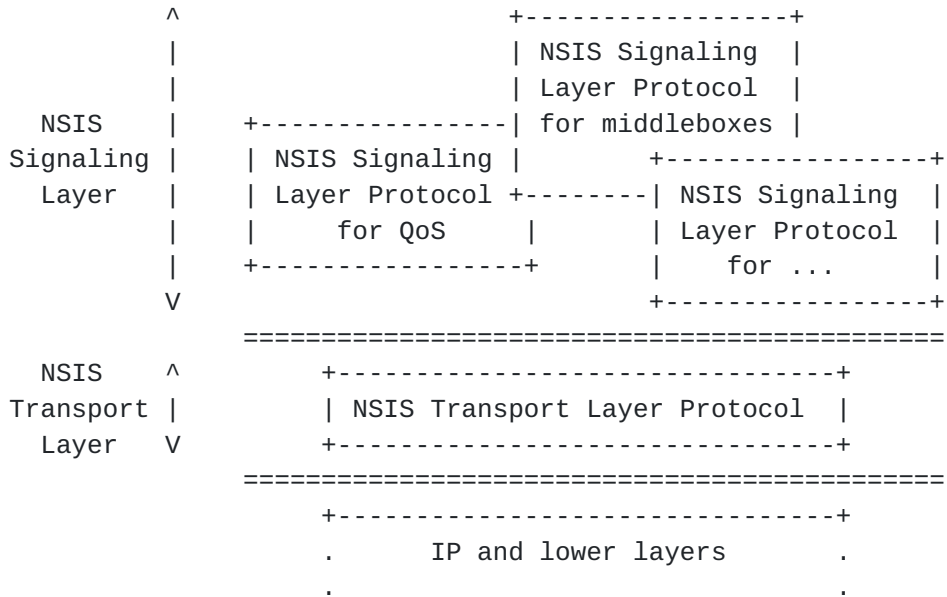 ^                     +-----------------+
|                     | NSIS Signaling  |
|                     | Layer Protocol  |
NSIS      |    +----------------| for middleboxes |
Signaling |    | NSIS Signaling |        +-----------------+
Layer   |    | Layer Protocol +--------| NSIS Signaling  |
|    |     for QoS     |       | Layer Protocol  |
|    +-----------------+       |    for ...      |
V                              +-----------------+
=============================================
NSIS    ^         +--------------------------------+
Transport |         | NSIS Transport Layer Protocol  |
Layer   V         +--------------------------------+
=============================================
+--------------------------------+
.      IP and lower layers       .
.                                .